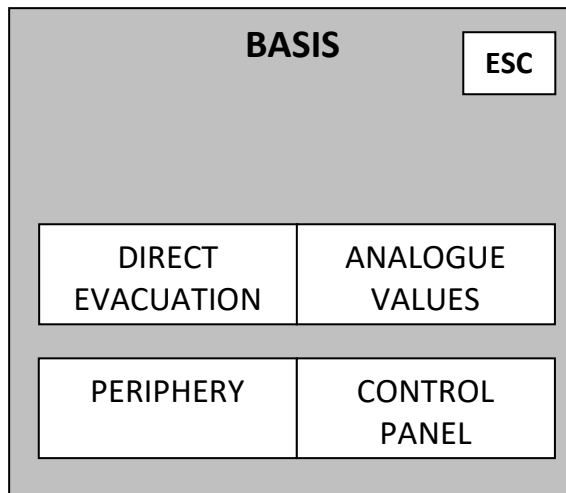 BASIS
ESC
DIRECT
EVACUATION
ANALOGUE
VALUES
PERIPHERY
CONTROL
PANEL